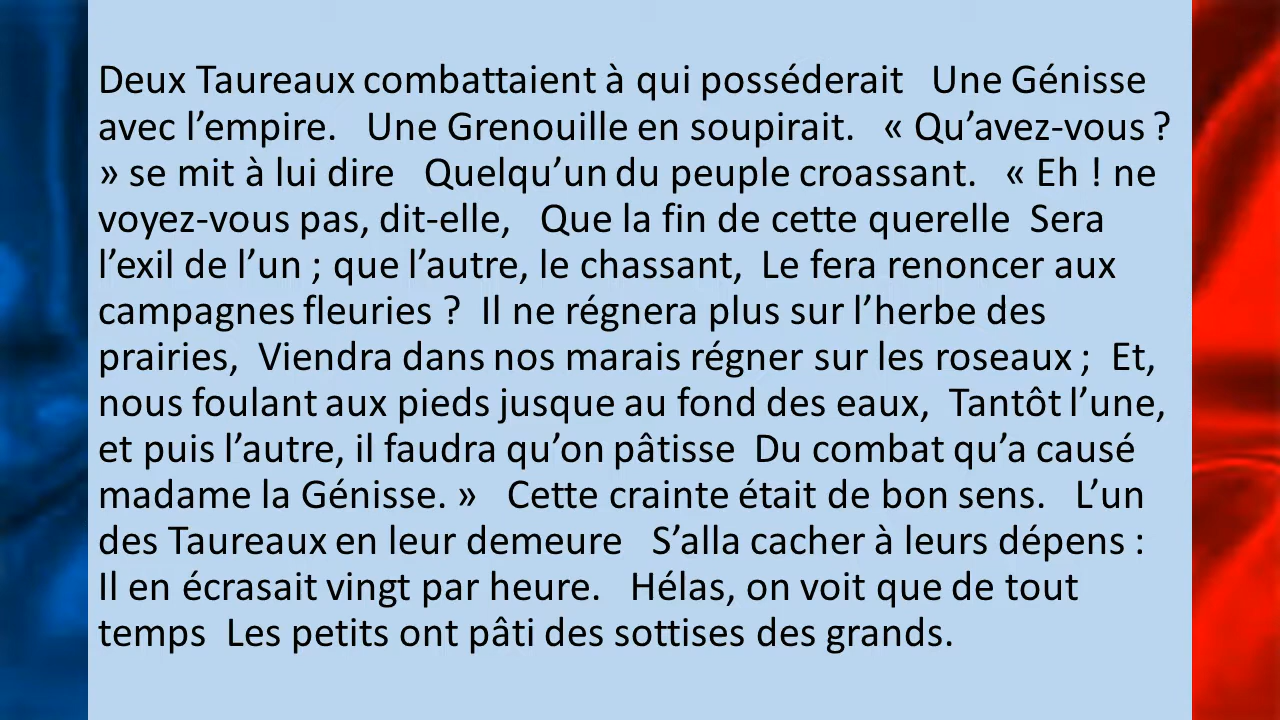 Deux Taureaux combattaient à qui posséderait   Une Génisse
avec l’empire.   Une Grenouille en soupirait.   « Qu’avez-vous ?
» se mit à lui dire   Quelqu’un du peuple croassant.   « Eh ! ne
voyez-vous pas, dit-elle,   Que la fin de cette querelle  Sera
l’exil de l’un ; que l’autre, le chassant,  Le fera renoncer aux
campagnes fleuries ?  Il ne régnera plus sur l’herbe des
prairies,  Viendra dans nos marais régner sur les roseaux ;  Et,
nous foulant aux pieds jusque au fond des eaux,  Tantôt l’une,
et puis l’autre, il faudra qu’on pâtisse  Du combat qu’a causé
madame la Génisse. »   Cette crainte était de bon sens.   L’un
des Taureaux en leur demeure   S’alla cacher à leurs dépens :
Il en écrasait vingt par heure.   Hélas, on voit que de tout
temps  Les petits ont pâti des sottises des grands.